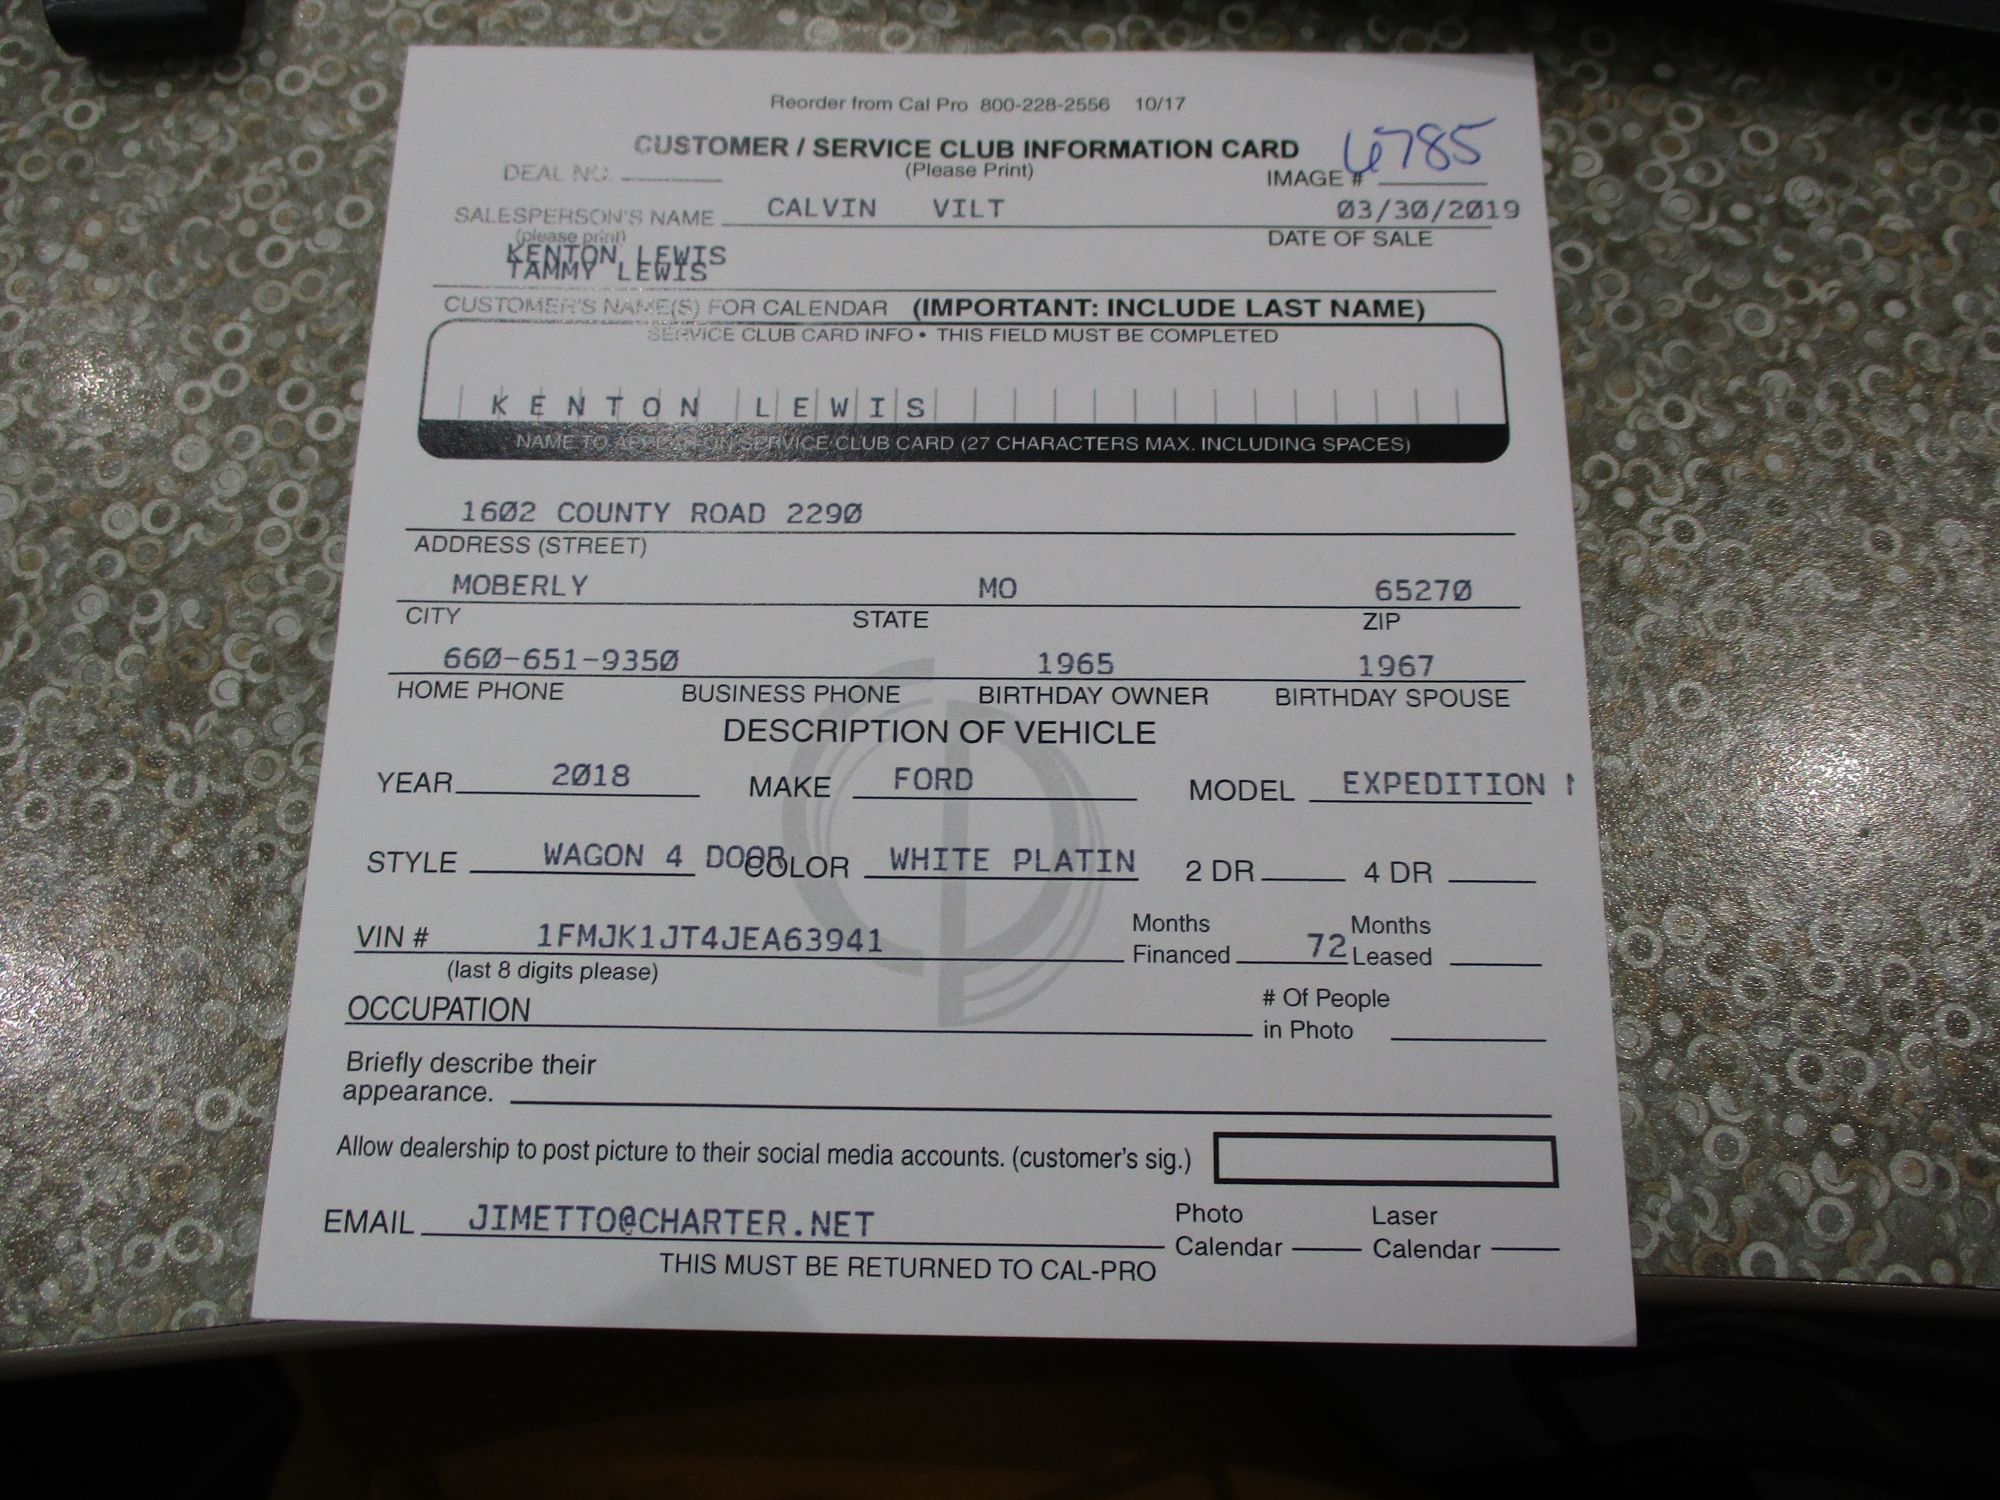 Reorder from Cal Pro 800-228-2556 10/17
CUSTOMER / SERVICE CLUB INFORMATION CARD
(Please Print)
DEAL NO.
IMAGE # 6785
SALESPERSON'S NAME CALVIN VILT 03/30/2019
(please print) DATE OF SALE
KENTON LEWIS
TAMMY LEWIS
CUSTOMER'S NAME(S) FOR CALENDAR (IMPORTANT: INCLUDE LAST NAME)
SERVICE CLUB CARD INFO • THIS FIELD MUST BE COMPLETED
KENTON LEWIS
NAME TO APPEAR ON SERVICE CLUB CARD (27 CHARACTERS MAX. INCLUDING SPACES)
1602 COUNTY ROAD 2290
ADDRESS (STREET)
MOBERLY MO 65270
CITY STATE ZIP
660-651-9350 1965 1967
HOME PHONE BUSINESS PHONE BIRTHDAY OWNER BIRTHDAY SPOUSE
DESCRIPTION OF VEHICLE
YEAR 2018 MAKE FORD MODEL EXPEDITION
STYLE WAGON 4 DOOR COLOR WHITE PLATIN 2 DR 4 DR
VIN # 1FMJK1JT4JEA63941 Months Financed 72 Months Leased
(last 8 digits please)
OCCUPATION # Of People in Photo
Briefly describe their
appearance.
Allow dealership to post picture to their social media accounts. (customer's sig.)
EMAIL JIMETTO@CHARTER.NET Photo Calendar Laser Calendar
THIS MUST BE RETURNED TO CAL-PRO